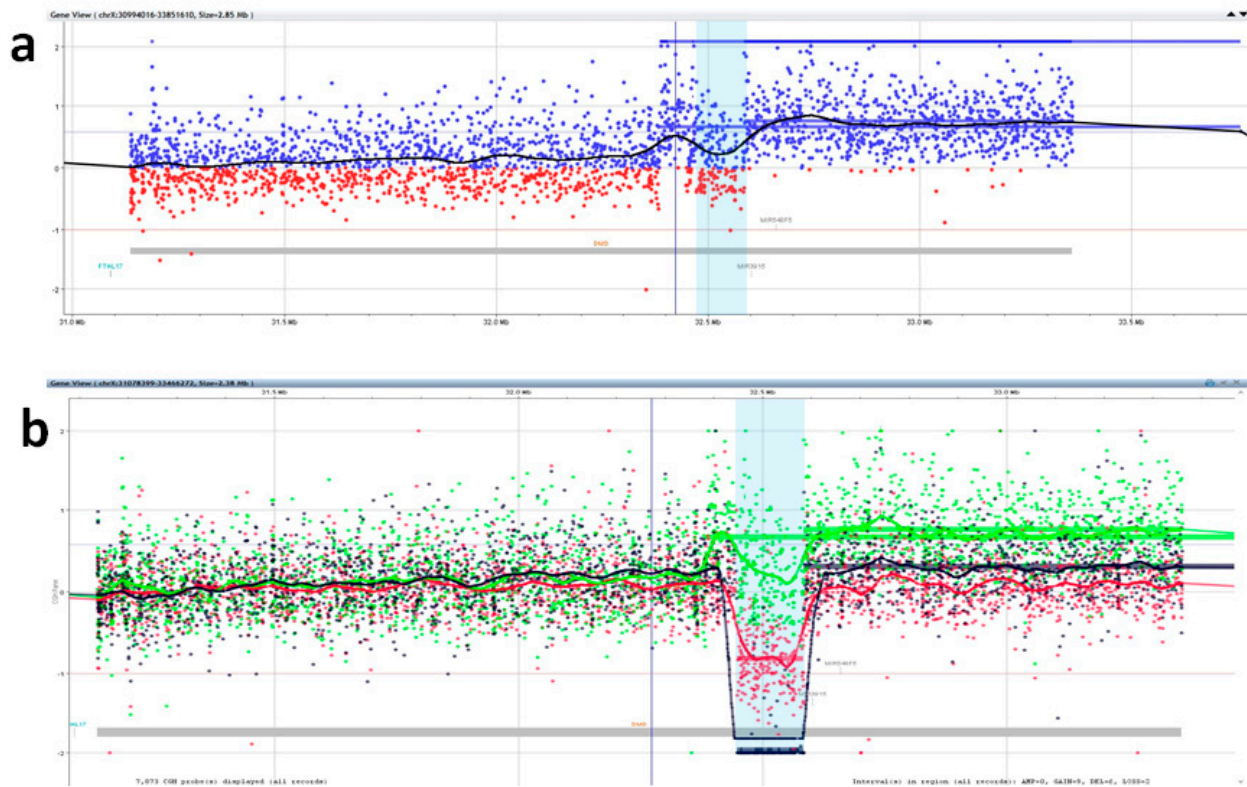 a
Gene View ( chrX:30994016-33851610, Size=2.85 Mb )
2
1
0
-1
-2
MIR548F5
DMD
FTHL17
MIR3915
31.0 Mb 31.5 Mb 32.0 Mb 32.5 Mb 33.0 Mb 33.5 Mb
b
Gene View ( chrX:31078399-33466272, Size=2.38 Mb )
31.5 Mb 32.0 Mb 32.5 Mb 33.0 Mb
2
1
0
-1
-2
MIR548F5
HL17
DMD
7,073 CGH probe(s) displayed (all records)
Interval(s) in region (all records): AMP=0, GAIN=9, DEL=6, LOSS=2